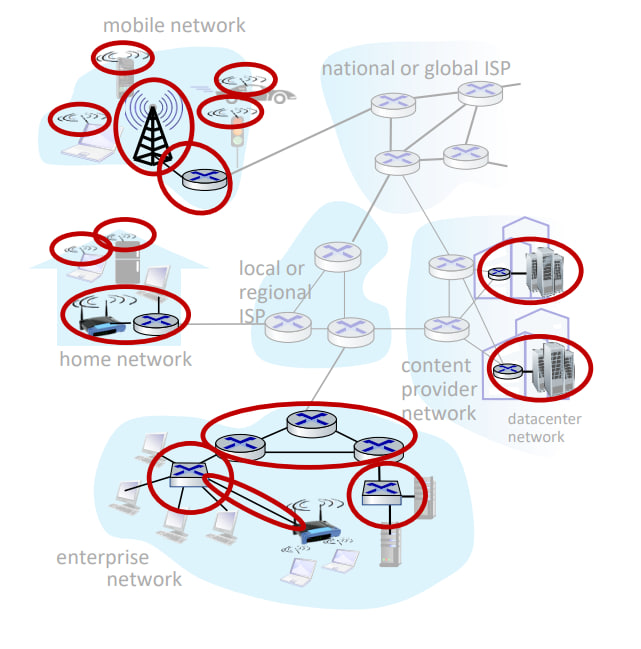 mobile network
national or global ISP
local or
regional
ISP
home network
content
provider
network
datacenter
network
enterprise
network